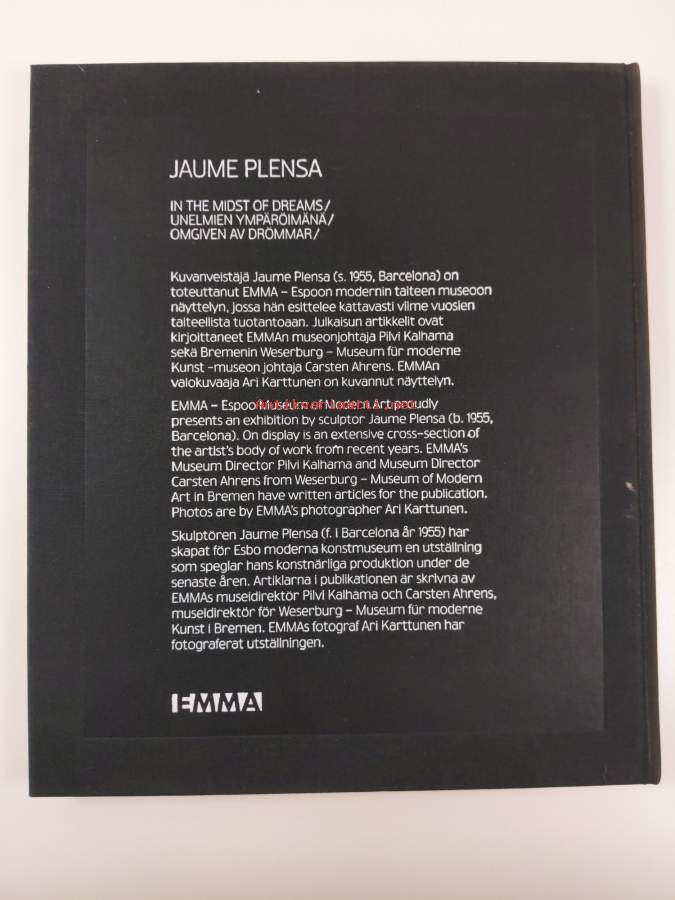 JAUME PLENSA
IN THE MIDST OF DREAMS/
UNELMIEN YMPÄRÖIMÄNÄ/
OMGIVEN AV DRÖMMAR/
Kuvanveistäjä Jaume Plensa (s. 1955, Barcelona) on
toteuttanut EMMA – Espoon modernin taiteen museoon
näyttelyn, jossa hän esittelee kattavasti viime vuosien
taiteellista tuotantoaan. Julkaisun artikkelit ovat
kirjoittaneet EMMAn museonjohtaja Pilvi Kalhama
sekä Bremenin Weserburg – Museum für moderne
Kunst -museon johtaja Carsten Ahrens. EMMAn
valokuvaaja Ari Karttunen on kuvannut näyttelyn.
EMMA – Espoo Museum of Modern Art proudly
presents an exhibition by sculptor Jaume Plensa (b. 1955,
Barcelona). On display is an extensive cross-section of
the artist's body of work from recent years. EMMA's
Museum Director Pilvi Kalhama and Museum Director
Carsten Ahrens from Weserburg – Museum of Modern
Art in Bremen have written articles for the publication.
Photos are by EMMA's photographer Ari Karttunen.
Skulptören Jaume Plensa (f. i Barcelona år 1955) har
skapat för Esbo moderna konstmuseum en utställning
som speglar hans konstnärliga produktion under de
senaste åren. Artiklarna i publikationen är skrivna av
EMMAs museidirektör Pilvi Kalhama och Carsten Ahrens,
museidirektör för Weserburg – Museum für moderne
Kunst i Bremen. EMMAs fotograf Ari Karttunen har
fotograferat utställningen.
EMMA